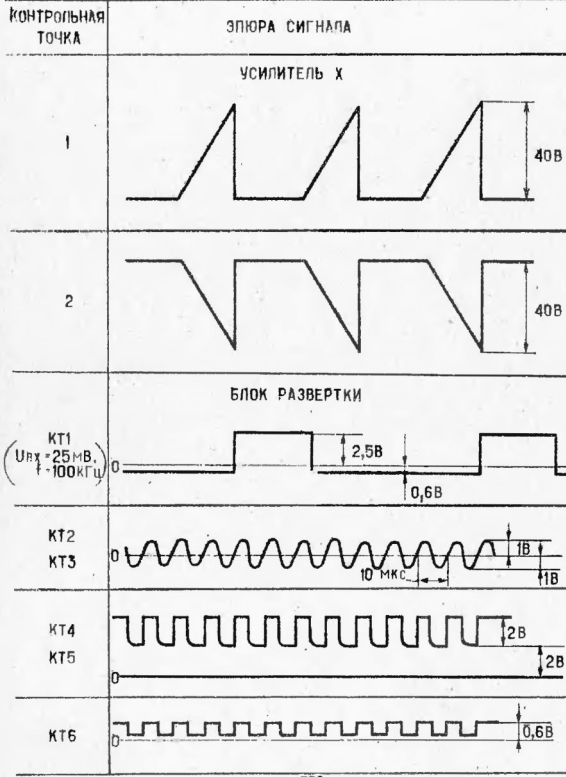 КОНТРОЛЬНАЯ
ТОЧКА
ЭПЮРА СИГНАЛА
УСИЛИТЕЛЬ X
1
40В
2
40В
БЛОК РАЗВЕРТКИ
КТ1
(Uвх=25мВ,
f=100кГц)
0
2,5В
0,6В
КТ2
КТ3
0
1В
10 МКС
1В
КТ4
КТ5
0
2В
2В
КТ6
0
0,6В